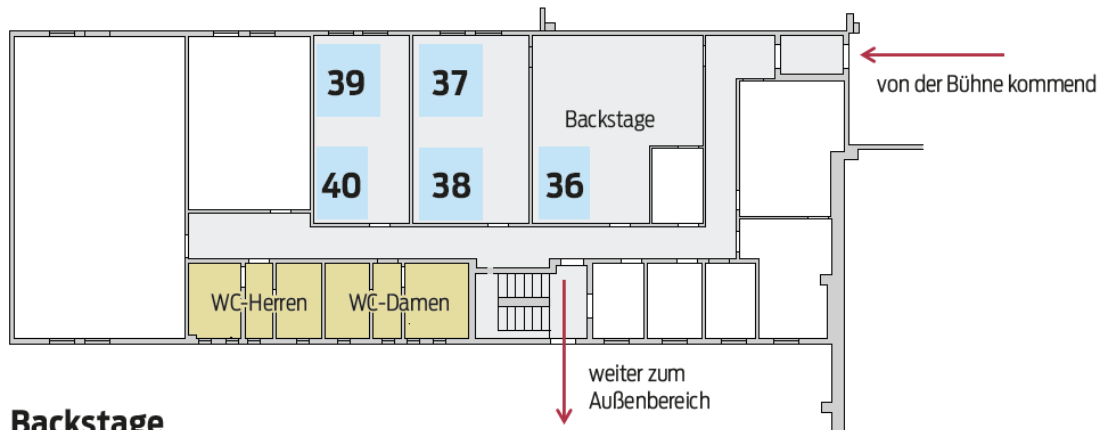 39
37
von der Bühne kommend
Backstage
40
38
36
WC-Herren
WC-Damen
weiter zum
Außenbereich
Backstage